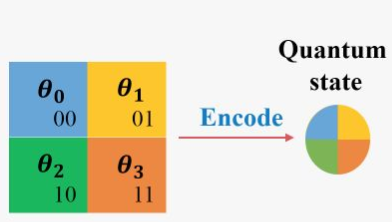 Quantum
state
θ0 θ1
00 01
Encode
θ2 θ3
10 11